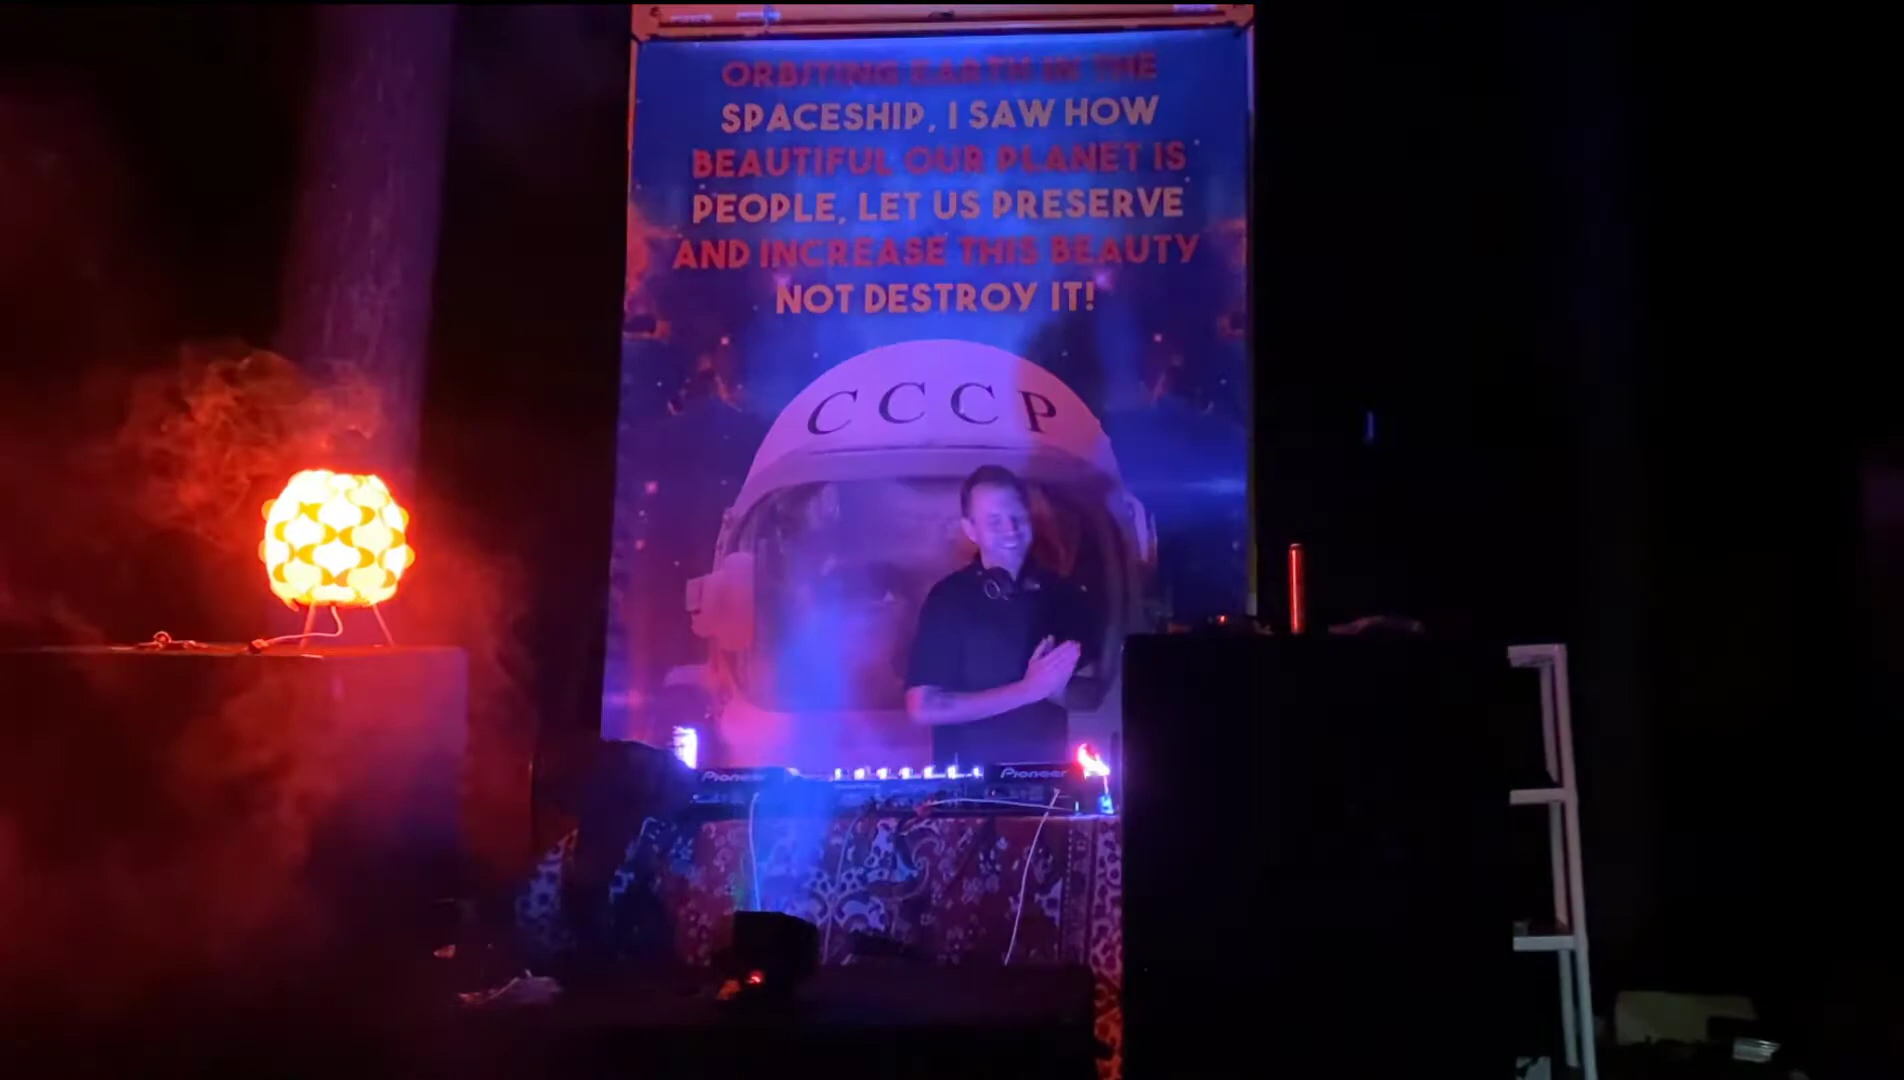 ORBITING EARTH IN THE
SPACESHIP, I SAW HOW
BEAUTIFUL OUR PLANET IS
PEOPLE, LET US PRESERVE
AND INCREASE THIS BEAUTY
NOT DESTROY IT!
СССР
Pioneer
Pioneer